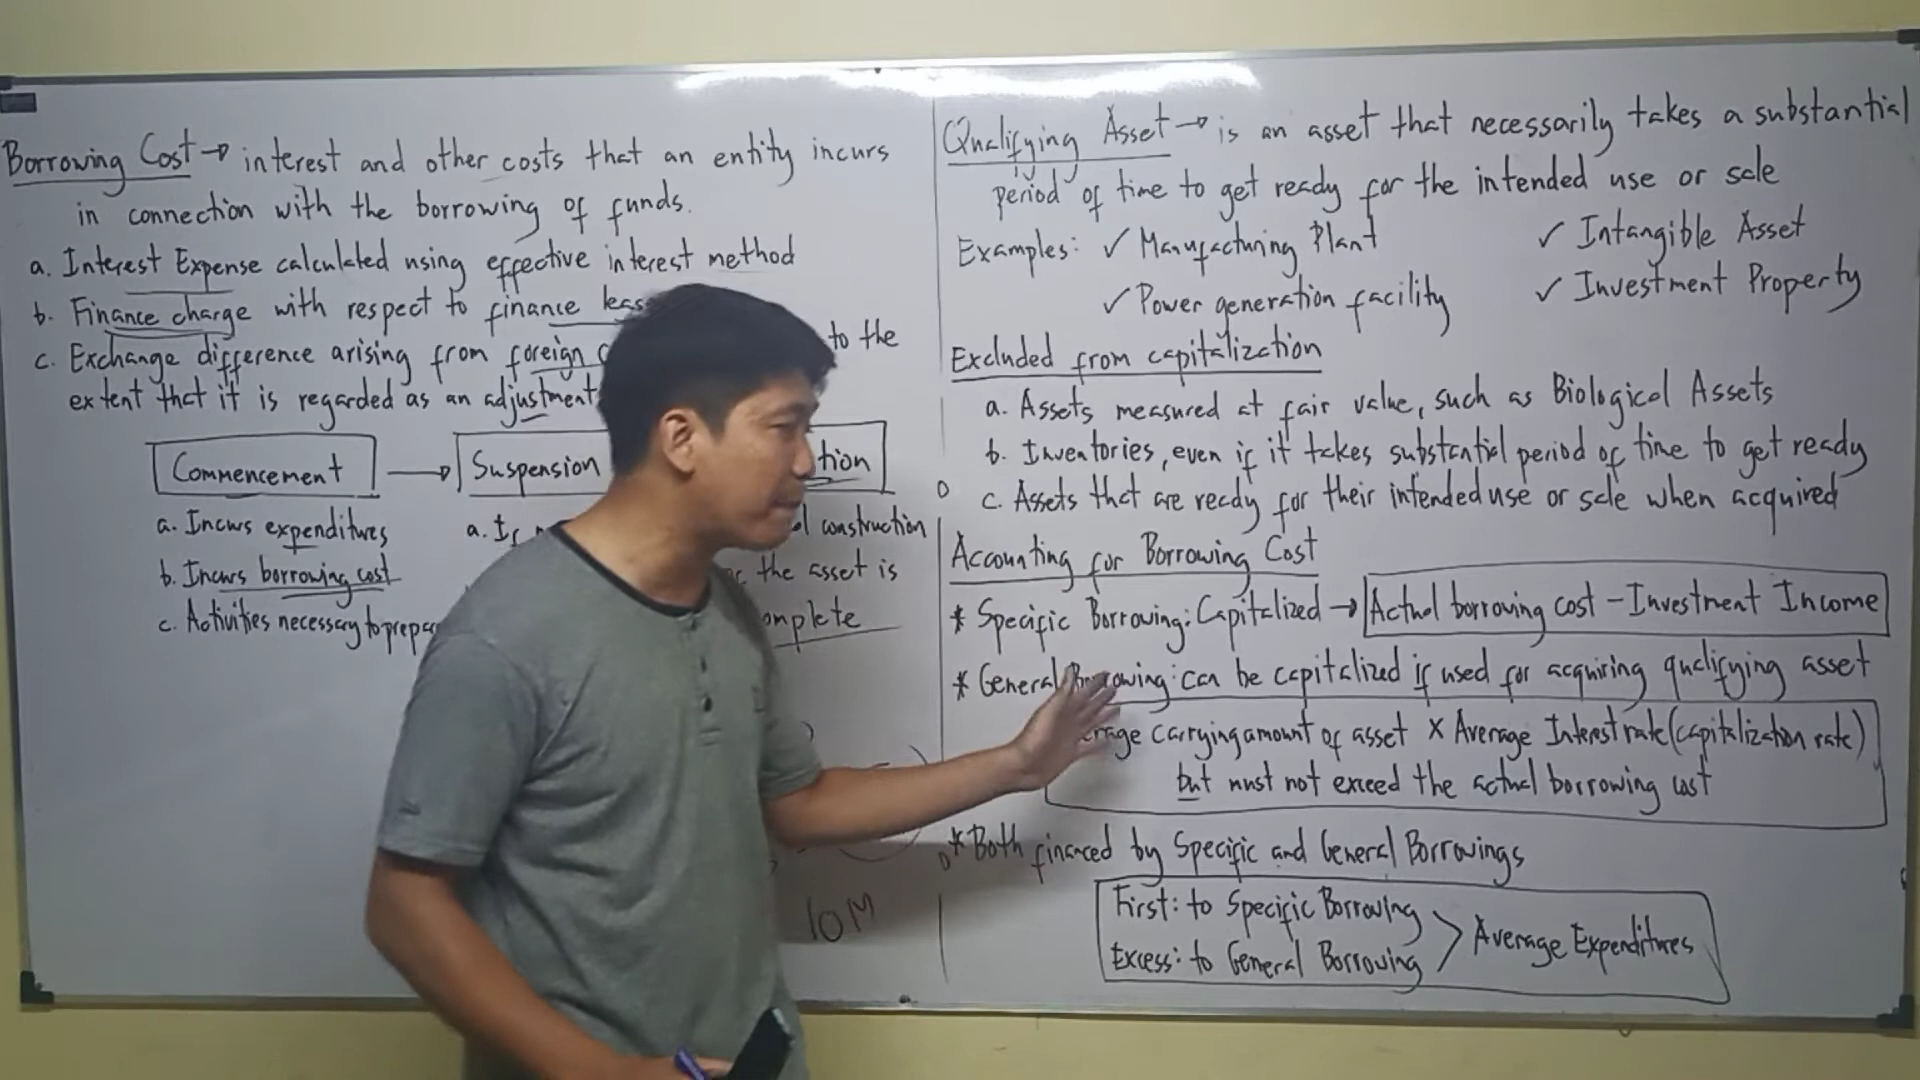 Borrowing Cost → interest and other costs that an entity incurs
in connection with the borrowing of funds.
a. Interest Expense calculated using effective interest method
b. Finance charge with respect to finance
c. Exchange difference arising from foreign to the
extent that it is regarded as an adjustment
Commencement → Suspension
a. Incurs expenditures
b. Incurs borrowing cost
c. Activities necessary to
a. construction
the asset is
10M
Qualifying Asset → is an asset that necessarily takes a substantial
period of time to get ready for the intended use or sale
Examples: ✓ Manufacturing Plant ✓ Intangible Asset
✓ Power generation facility ✓ Investment Property
Excluded from capitalization
a. Assets measured at fair value, such as Biological Assets
b. Inventories, even if it takes substantial period of time to get ready
c. Assets that are ready for their intended use or sale when acquired
Accounting for Borrowing Cost
* Specific Borrowing: Capitalized → Actual borrowing cost - Investment Income
* General Borrowing: can be capitalized if used for acquiring qualifying asset
carrying amount of asset x Average Interest rate (capitalization rate)
but must not exceed the actual borrowing cost
* Both financed by Specific and General Borrowings
First: to Specific Borrowing
Excess: to General Borrowing > Average Expenditures